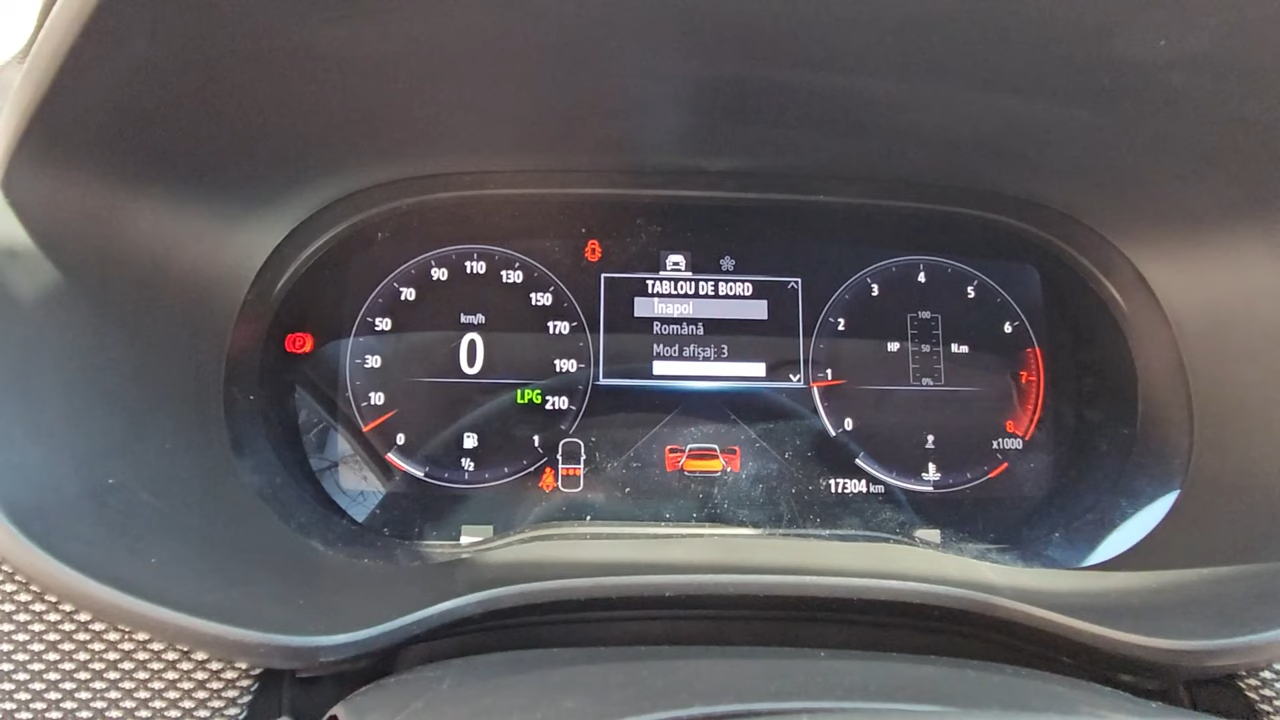 10
30
50
70
90
110
130
150
170
190
210
km/h
0
LPG
0
1/2
1
P
TABLOU DE BORD
Înapoi
Română
Mod afișaj: 3
0
1
2
3
4
5
6
7
8
x1000
100
HP 50 N.m
0%
17304 km